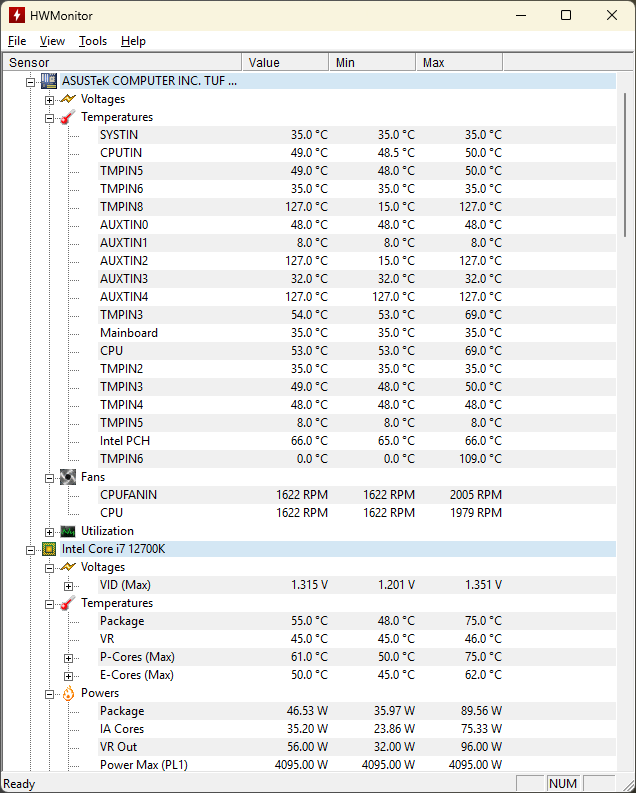 HWMonitor
File View Tools Help
Sensor Value Min Max
ASUSTeK COMPUTER INC. TUF ...
Voltages
Temperatures
SYSTIN 35.0 °C 35.0 °C 35.0 °C
CPUTIN 49.0 °C 48.5 °C 50.0 °C
TMPIN5 49.0 °C 48.0 °C 50.0 °C
TMPIN6 35.0 °C 35.0 °C 35.0 °C
TMPIN8 127.0 °C 15.0 °C 127.0 °C
AUXTIN0 48.0 °C 48.0 °C 48.0 °C
AUXTIN1 8.0 °C 8.0 °C 8.0 °C
AUXTIN2 127.0 °C 15.0 °C 127.0 °C
AUXTIN3 32.0 °C 32.0 °C 32.0 °C
AUXTIN4 127.0 °C 127.0 °C 127.0 °C
TMPIN3 54.0 °C 53.0 °C 69.0 °C
Mainboard 35.0 °C 35.0 °C 35.0 °C
CPU 53.0 °C 53.0 °C 69.0 °C
TMPIN2 35.0 °C 35.0 °C 35.0 °C
TMPIN3 49.0 °C 48.0 °C 50.0 °C
TMPIN4 48.0 °C 48.0 °C 48.0 °C
TMPIN5 8.0 °C 8.0 °C 8.0 °C
Intel PCH 66.0 °C 65.0 °C 66.0 °C
TMPIN6 0.0 °C 0.0 °C 109.0 °C
Fans
CPUFANIN 1622 RPM 1622 RPM 2005 RPM
CPU 1622 RPM 1622 RPM 1979 RPM
Utilization
Intel Core i7 12700K
Voltages
VID (Max) 1.315 V 1.201 V 1.351 V
Temperatures
Package 55.0 °C 48.0 °C 75.0 °C
VR 45.0 °C 45.0 °C 46.0 °C
P-Cores (Max) 61.0 °C 50.0 °C 75.0 °C
E-Cores (Max) 50.0 °C 45.0 °C 62.0 °C
Powers
Package 46.53 W 35.97 W 89.56 W
IA Cores 35.20 W 23.86 W 75.33 W
VR Out 56.00 W 32.00 W 96.00 W
Power Max (PL1) 4095.00 W 4095.00 W 4095.00 W
Ready NUM